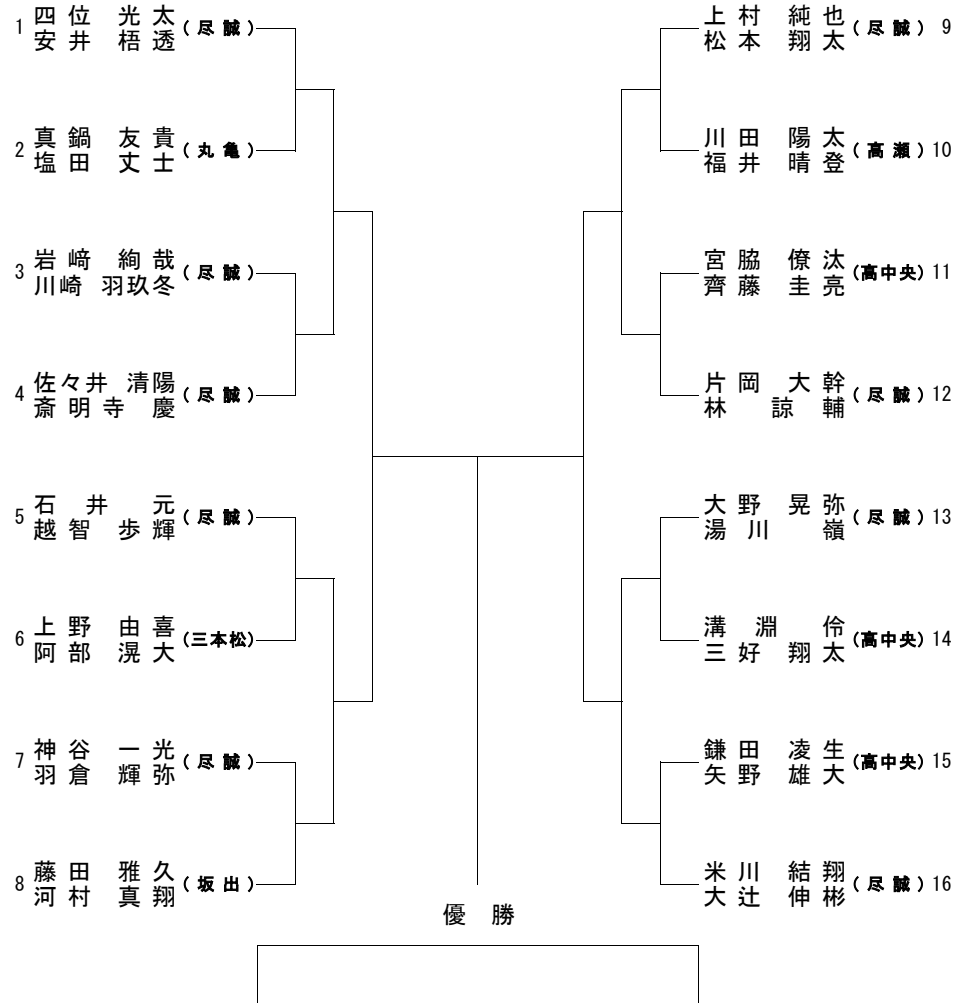 1 四位 光太 (尽誠)
安井 梧透
2 真鍋 友貴 (丸亀)
塩田 丈士
3 岩﨑 絢哉 (尽誠)
川崎 羽玖冬
4 佐々井 清陽 (尽誠)
斎明寺 慶
5 石井 元 (尽誠)
越智 歩輝
6 上野 由喜 (三本松)
阿部 滉大
7 神谷 一光 (尽誠)
羽倉 輝弥
8 藤田 雅久 (坂出)
河村 真翔
上村 純也 (尽誠) 9
松本 翔太
川田 陽太 (高瀬) 10
福井 晴登
宮脇 僚汰 (高中央) 11
齊藤 圭亮
片岡 大幹 (尽誠) 12
林 諒輔
大野 晃弥 (尽誠) 13
湯川 嶺
溝淵 伶 (高中央) 14
三好 翔太
鎌田 凌生 (高中央) 15
矢野 雄大
米川 結翔 (尽誠) 16
大辻 伸彬
優勝